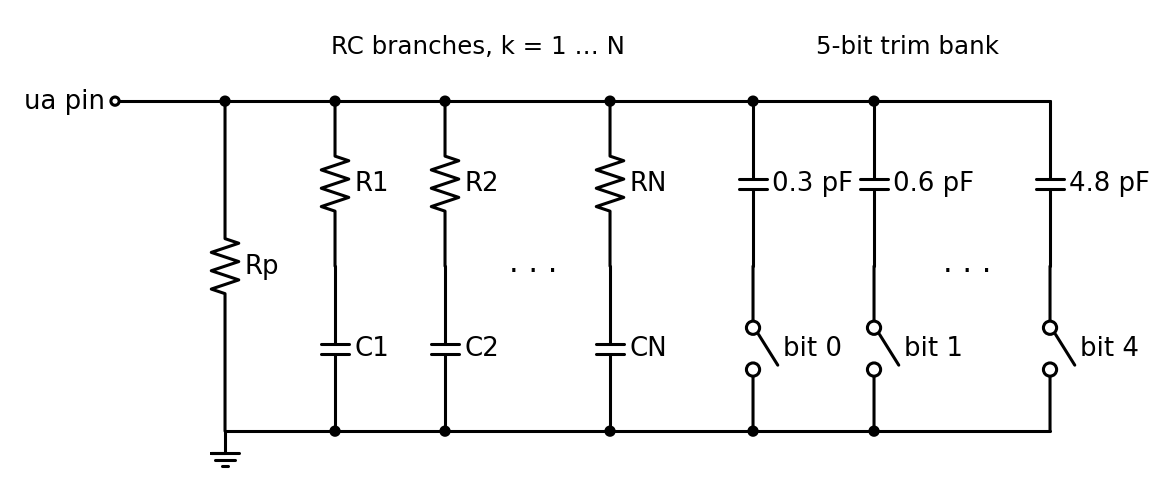 RC branches, k = 1 ... N
5-bit trim bank
ua pin
R1
R2
RN
0.3 pF
0.6 pF
4.8 pF
Rp
. . .
. . .
C1
C2
CN
bit 0
bit 1
bit 4